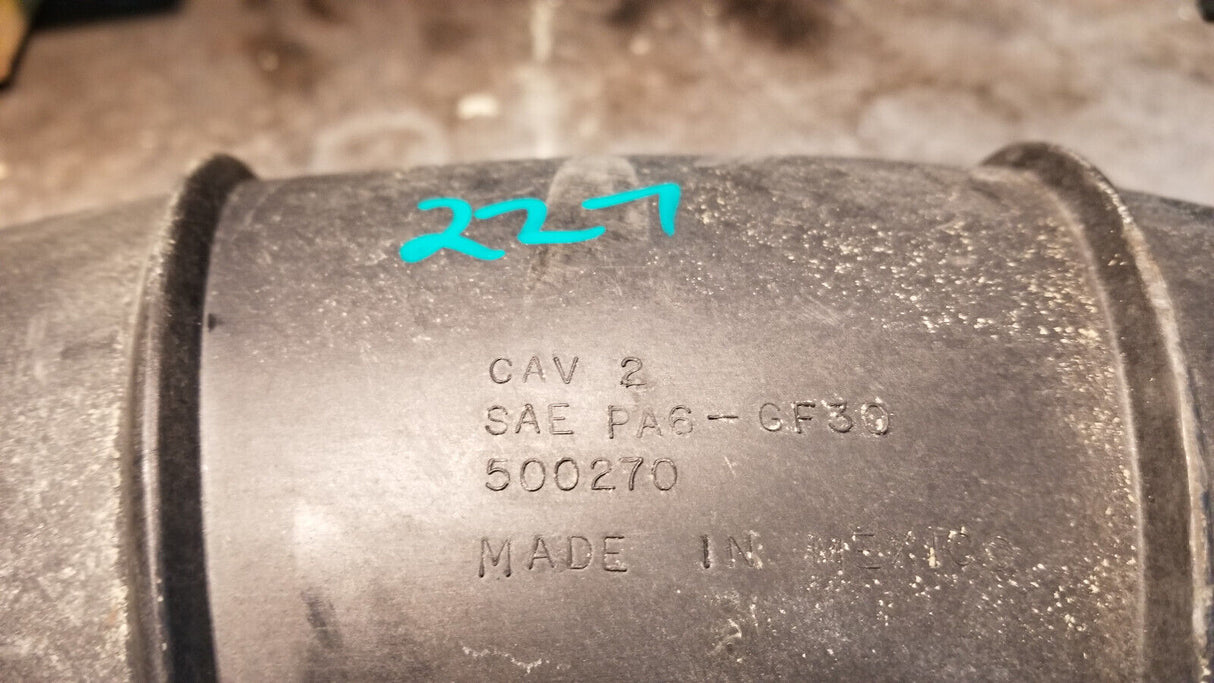 227
CAV 2
SAE PA6-GF30
500270
MADE IN MEXICO